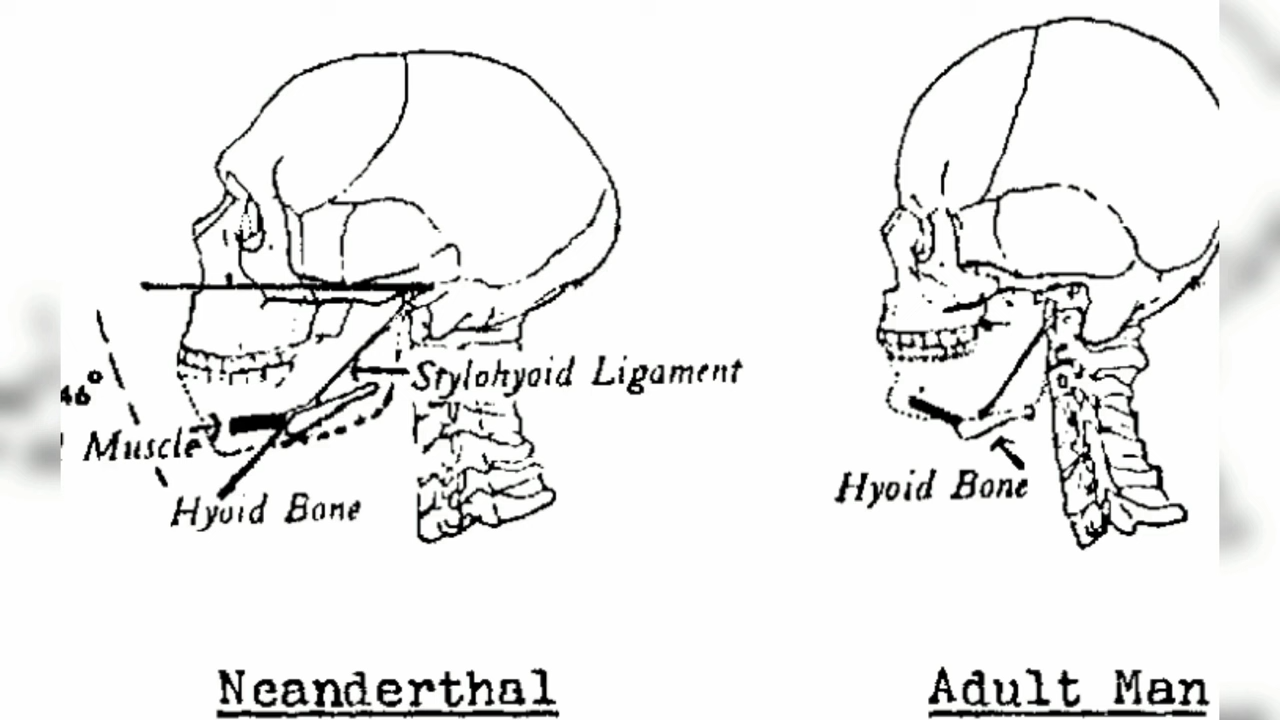 Stylohyoid Ligament
46°
Muscle
Hyoid Bone
Hyoid Bone
Neanderthal
Adult Man